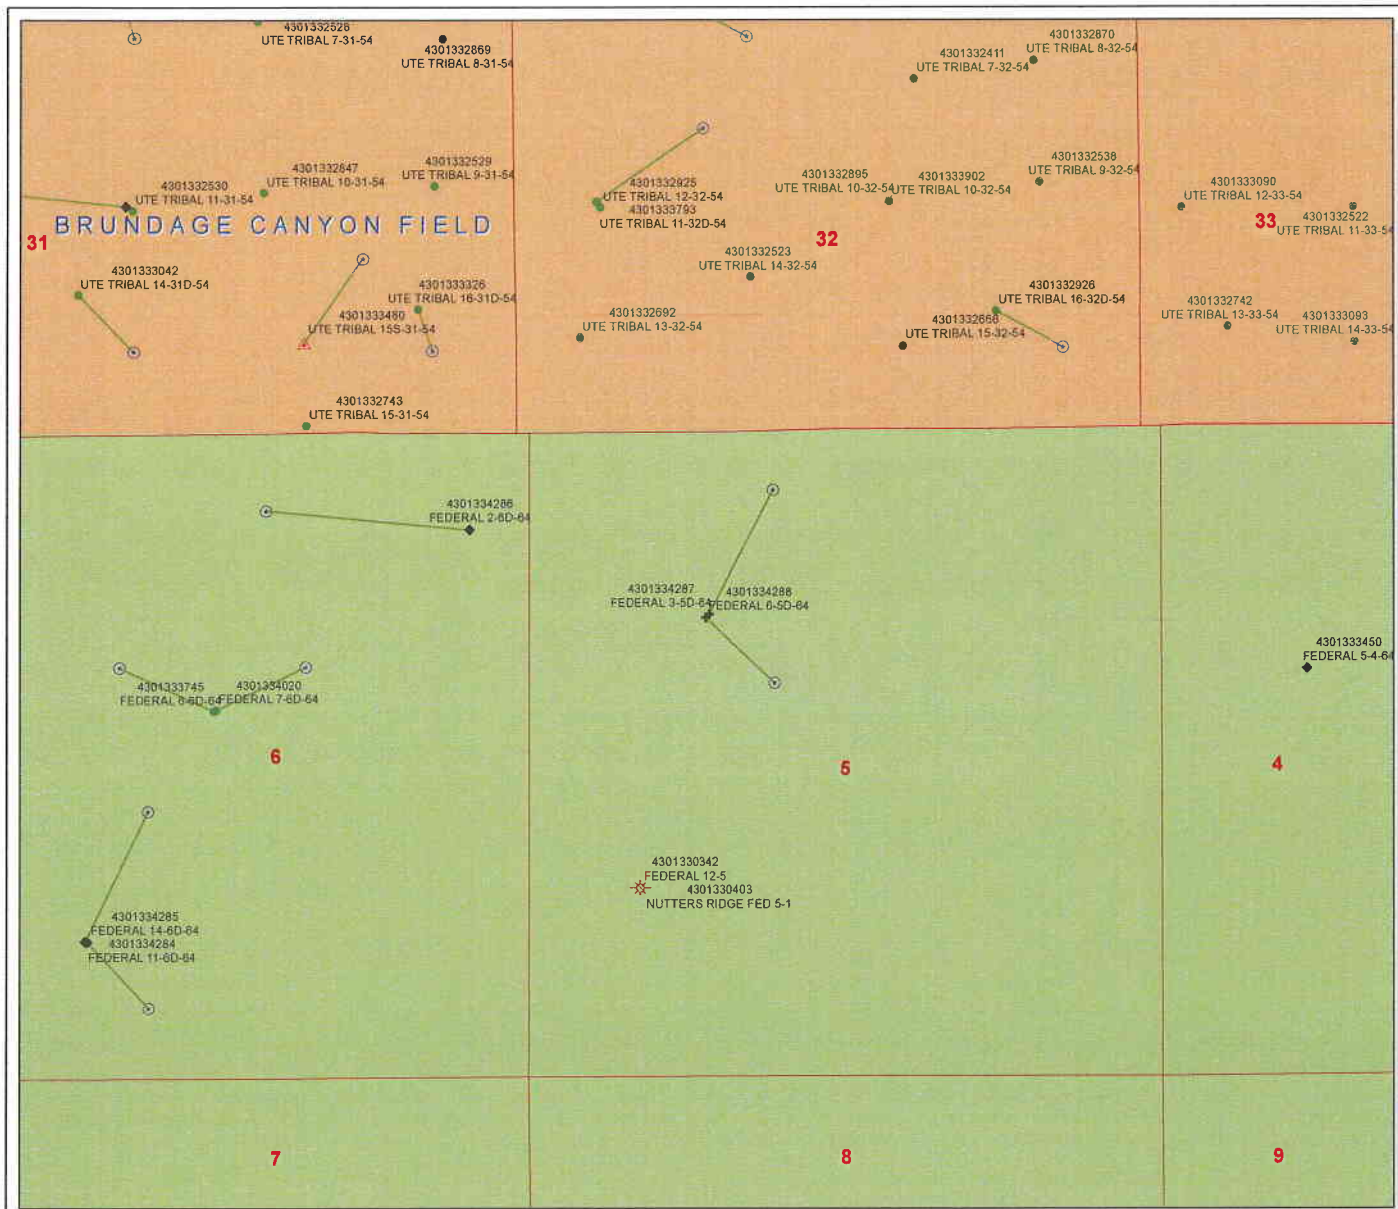 4301332528
UTE TRIBAL 7-31-54
4301332869
UTE TRIBAL 8-31-54
4301332411
UTE TRIBAL 7-32-54
4301332870
UTE TRIBAL 8-32-54
4301332530
UTE TRIBAL 11-31-54
4301332647
UTE TRIBAL 10-31-54
4301332529
UTE TRIBAL 9-31-54
4301332925
UTE TRIBAL 12-32-54
4301333793
UTE TRIBAL 11-32D-54
4301332895
UTE TRIBAL 10-32-54
4301333902
UTE TRIBAL 10-32-54
4301332538
UTE TRIBAL 9-32-54
4301333090
UTE TRIBAL 12-33-54
4301332522
UTE TRIBAL 11-33-54
BRUNDAGE CANYON FIELD
31
32
33
4301333042
UTE TRIBAL 14-31D-54
4301333326
UTE TRIBAL 16-31D-54
4301333480
UTE TRIBAL 15S-31-54
4301332523
UTE TRIBAL 14-32-54
4301332692
UTE TRIBAL 13-32-54
4301332926
UTE TRIBAL 16-32D-54
4301332666
UTE TRIBAL 15-32-54
4301332742
UTE TRIBAL 13-33-54
4301333093
UTE TRIBAL 14-33-54
4301332743
UTE TRIBAL 15-31-54
4301334286
FEDERAL 2-6D-64
4301334287
FEDERAL 3-5D-64
4301334288
FEDERAL 6-5D-64
4301333450
FEDERAL 5-4-64
4301333745
FEDERAL 6-6D-64
4301334020
FEDERAL 7-6D-64
6
5
4
4301330342
FEDERAL 12-5
4301330403
NUTTERS RIDGE FED 5-1
4301334285
FEDERAL 14-6D-64
4301334284
FEDERAL 11-6D-64
7
8
9